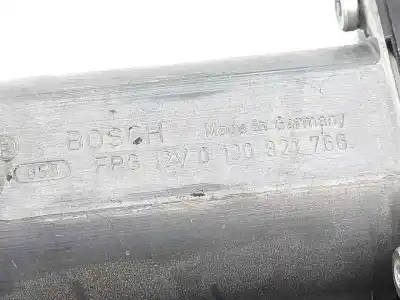 BOSCH Made in Germany
FPG 12V 0 130 821 766